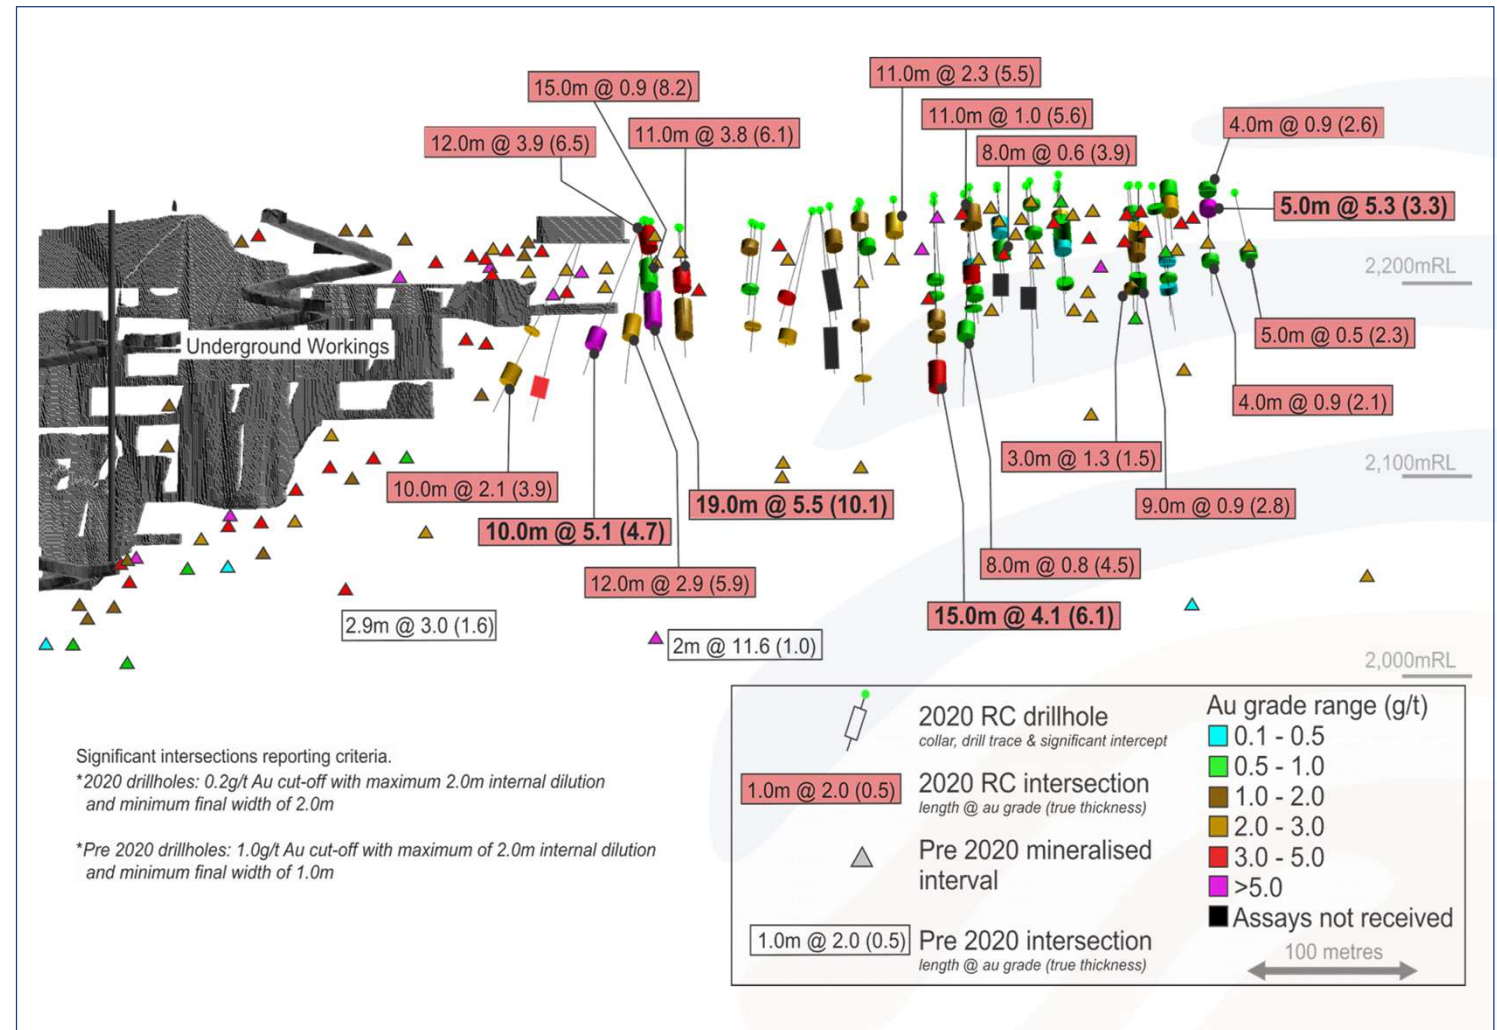 11.0m @ 2.3 (5.5)
15.0m @ 0.9 (8.2)
11.0m @ 1.0 (5.6)
4.0m @ 0.9 (2.6)
12.0m @ 3.9 (6.5)
11.0m @ 3.8 (6.1)
8.0m @ 0.6 (3.9)
5.0m @ 5.3 (3.3)
2,200mRL
Underground Workings
5.0m @ 0.5 (2.3)
4.0m @ 0.9 (2.1)
3.0m @ 1.3 (1.5)
2,100mRL
10.0m @ 2.1 (3.9)
19.0m @ 5.5 (10.1)
9.0m @ 0.9 (2.8)
10.0m @ 5.1 (4.7)
8.0m @ 0.8 (4.5)
12.0m @ 2.9 (5.9)
15.0m @ 4.1 (6.1)
2.9m @ 3.0 (1.6)
2m @ 11.6 (1.0)
2,000mRL
Significant intersections reporting criteria.
*2020 drillholes: 0.2g/t Au cut-off with maximum 2.0m internal dilution
and minimum final width of 2.0m
*Pre 2020 drillholes: 1.0g/t Au cut-off with maximum of 2.0m internal dilution
and minimum final width of 1.0m
2020 RC drillhole
collar, drill trace & significant intercept
1.0m @ 2.0 (0.5)
2020 RC intersection
length @ au grade (true thickness)
Pre 2020 mineralised
interval
1.0m @ 2.0 (0.5)
Pre 2020 intersection
length @ au grade (true thickness)
Au grade range (g/t)
0.1 - 0.5
0.5 - 1.0
1.0 - 2.0
2.0 - 3.0
3.0 - 5.0
>5.0
Assays not received
100 metres